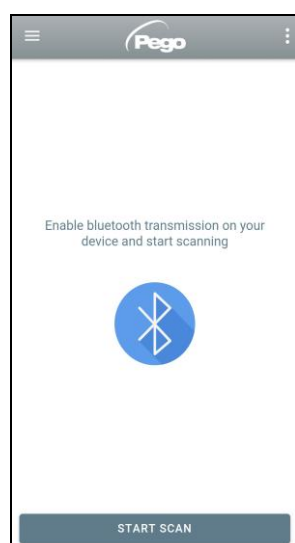 Pego
Enable bluetooth transmission on your
device and start scanning
START SCAN